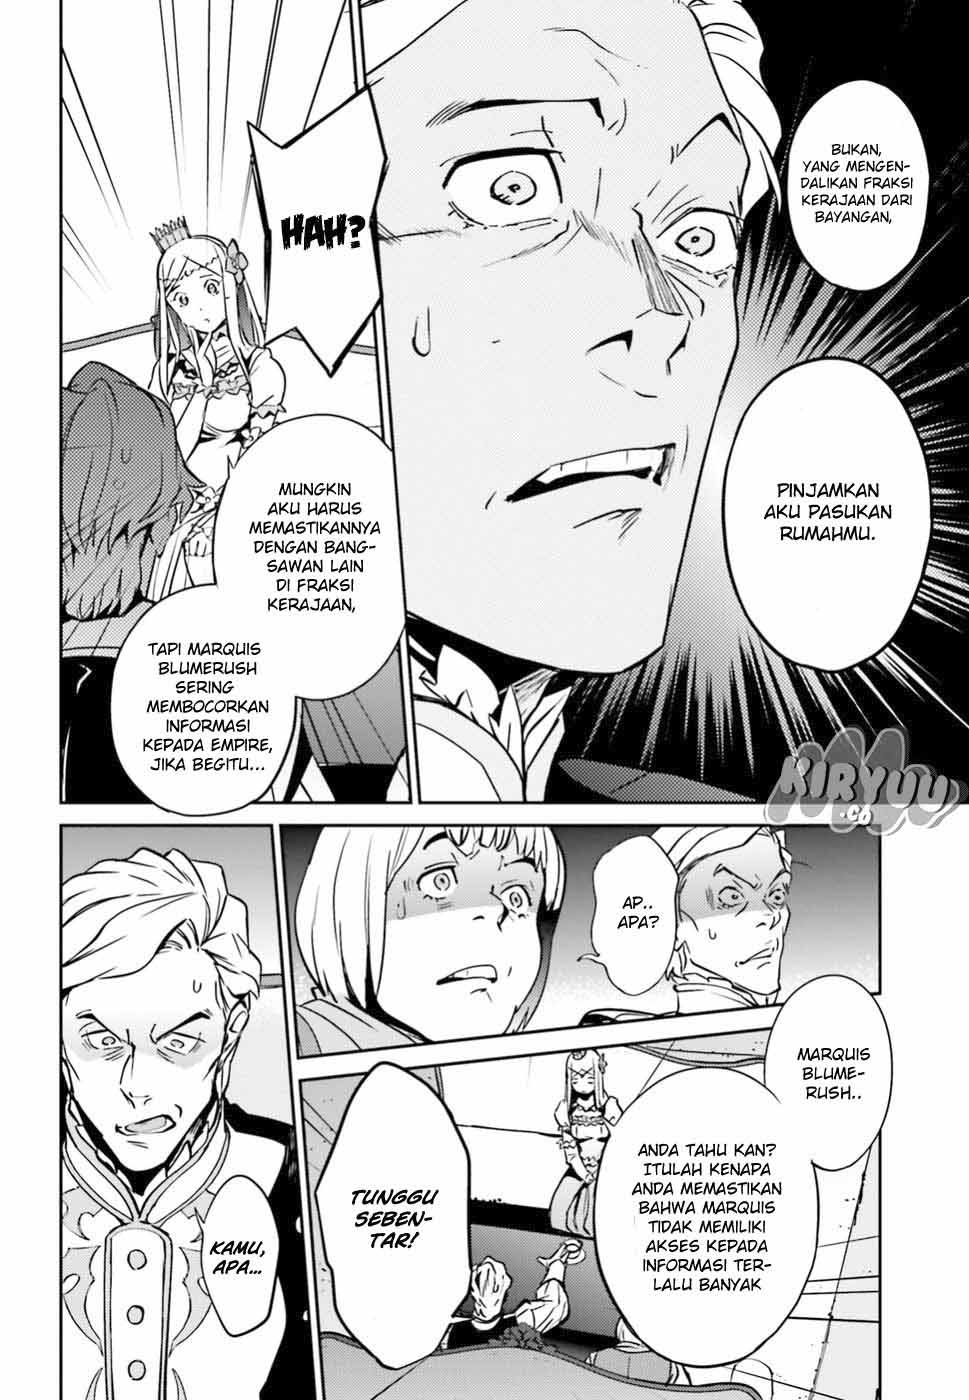 BUKAN,
YANG MENGEN-
DALIKAN FRAKSI
KERAJAAN DARI
BAYANGAN,
PINJAMKAN
AKU PASUKAN
RUMAHMU.
HAH?
MUNGKIN
AKU HARUS
MEMASTIKANNYA
DENGAN BANG-
SAWAN LAIN
DI FRAKSI
KERAJAAN,
TAPI MARQUIS
BLUMERUSH
SERING
MEMBOCORKAN
INFORMASI
KEPADA EMPIRE,
JIKA BEGITU...
KIRYUU
.CO
AP..
APA?
MARQUIS
BLUME-
RUSH..
ANDA TAHU KAN?
ITULAH KENAPA
ANDA MEMASTIKAN
BAHWA MARQUIS
TIDAK MEMILIKI
AKSES KEPADA
INFORMASI TER-
LALU BANYAK
TUNGGU
SEBEN-
TAR!
KAMU,
APA...